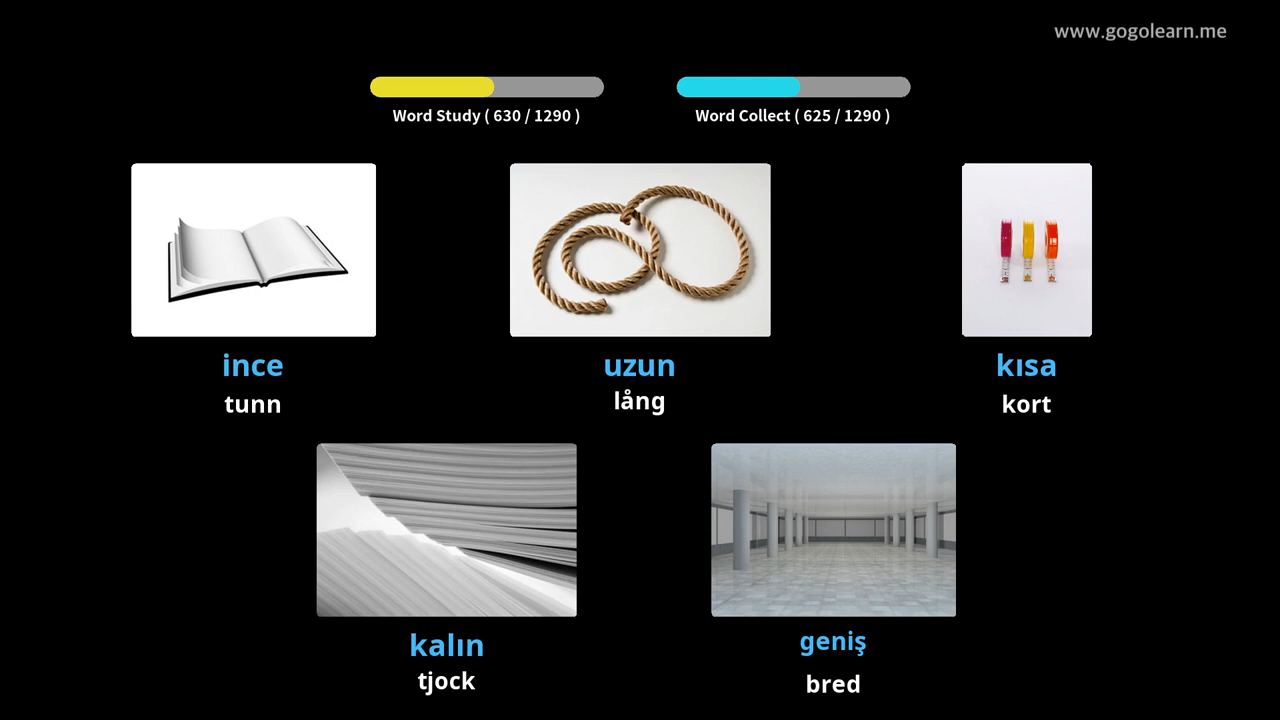 www.gogolearn.me
Word Study ( 630 / 1290 )
Word Collect ( 625 / 1290 )
ince
tunn
uzun
lång
kısa
kort
kalın
tjock
geniş
bred